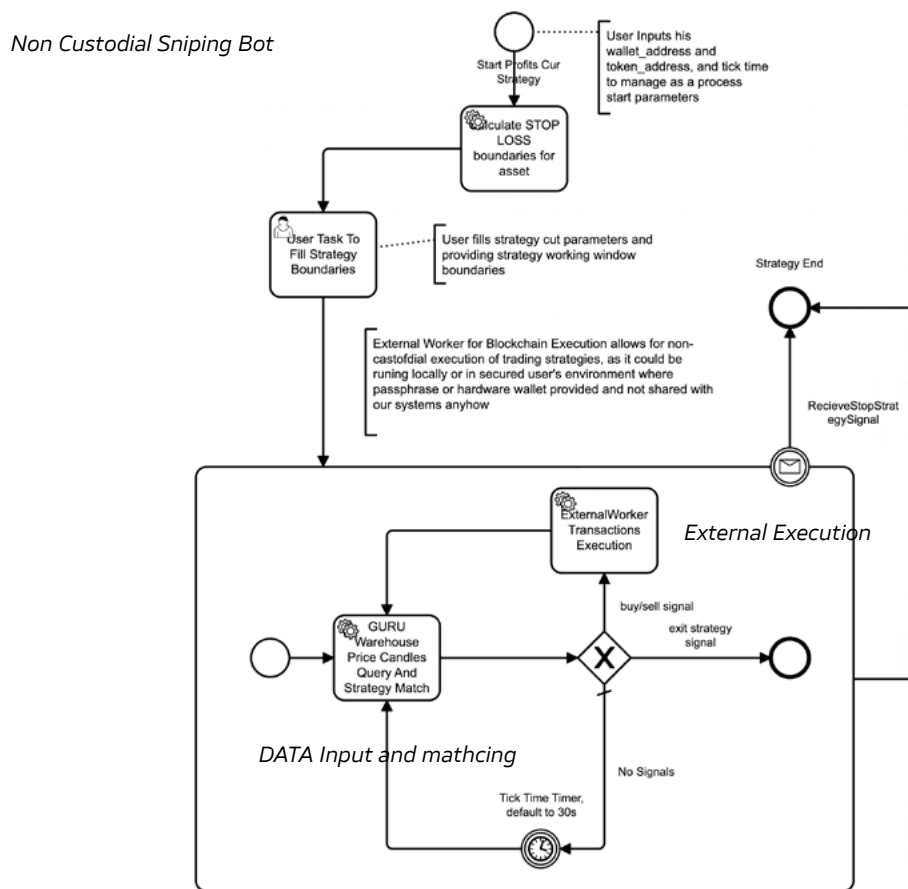 Non Custodial Sniping Bot
User Inputs his
wallet_address and
token_address, and tick time
to manage as a process
start parameters
Start Profits Cur
Strategy
Calculate STOP
LOSS
boundaries for
asset
User Task To
Fill Strategy
Boundaries
User fills strategy cut parameters and
providing strategy working window
boundaries
Strategy End
External Worker for Blockchain Execution allows for non-
castofdial execution of trading strategies, as it could be
runing locally or in secured user's environment where
passphrase or hardware wallet provided and not shared with
our systems anyhow
RecieveStopStrat
egySignal
ExternalWorker
Transactions
Execution
External Execution
buy/sell signal
exit strategy
signal
GURU
Warehouse
Price Candles
Query And
Strategy Match
X
DATA Input and mathcing
No Signals
Tick Time Timer,
default to 30s